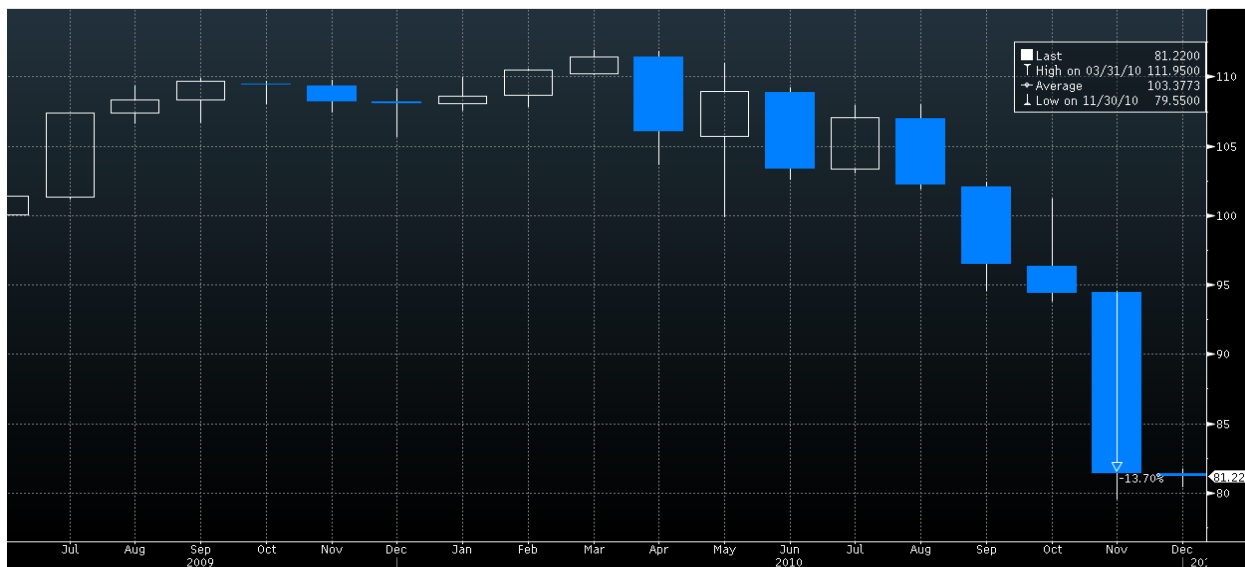 Last 81.2200
High on 03/31/10 111.9500
Average 103.3773
Low on 11/30/10 79.5500
110
105
100
95
90
85
81.22
80
-13.70%
Jul Aug Sep Oct Nov Dec Jan Feb Mar Apr May Jun Jul Aug Sep Oct Nov Dec
2009 2010 20